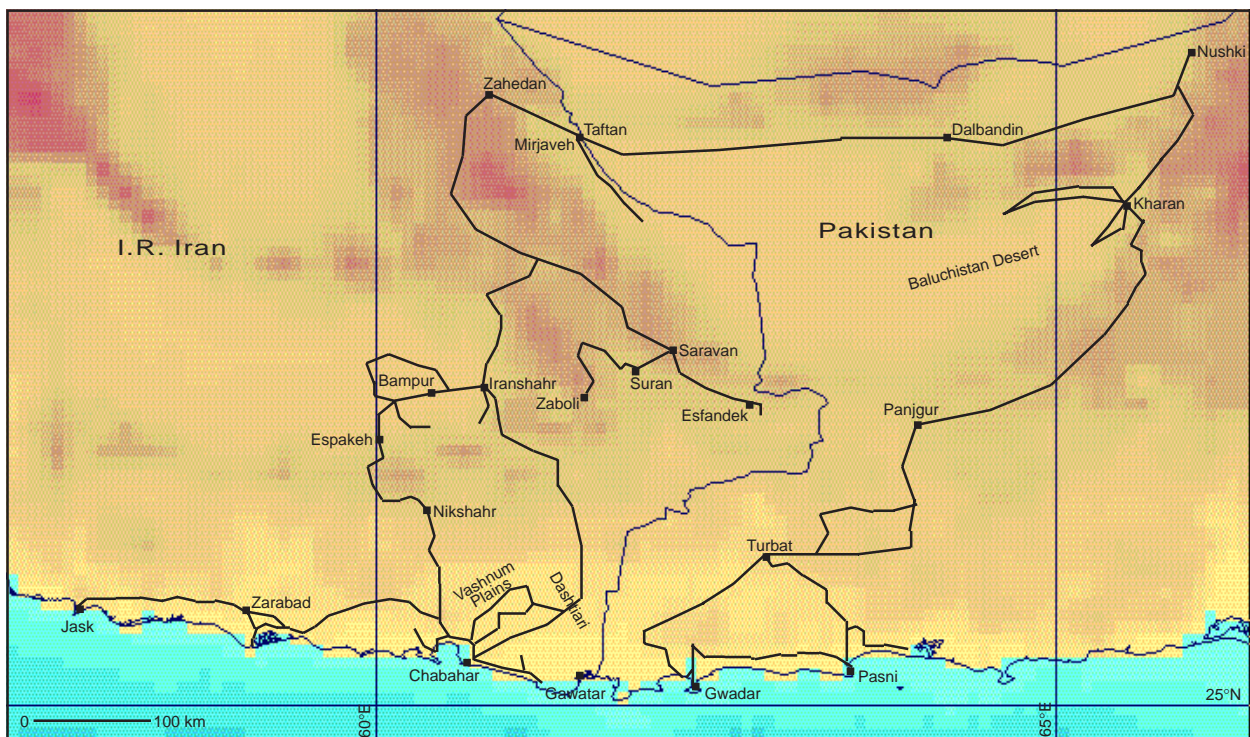 Nushki
Zahedan
Taftan
Mirjaveh
Dalbandin
Kharan
Pakistan
I.R. Iran
Baluchistan Desert
Saravan
Suran
Bampur
Iranshahr
Zaboli
Esfandek
Panjgur
Espakeh
Nikshahr
Turbat
Vashnum
Plains
Dashtiari
Zarabad
Jask
Chabahar
Gawatar
Gwadar
Pasni
25°N
0
100 km
60°E
65°E